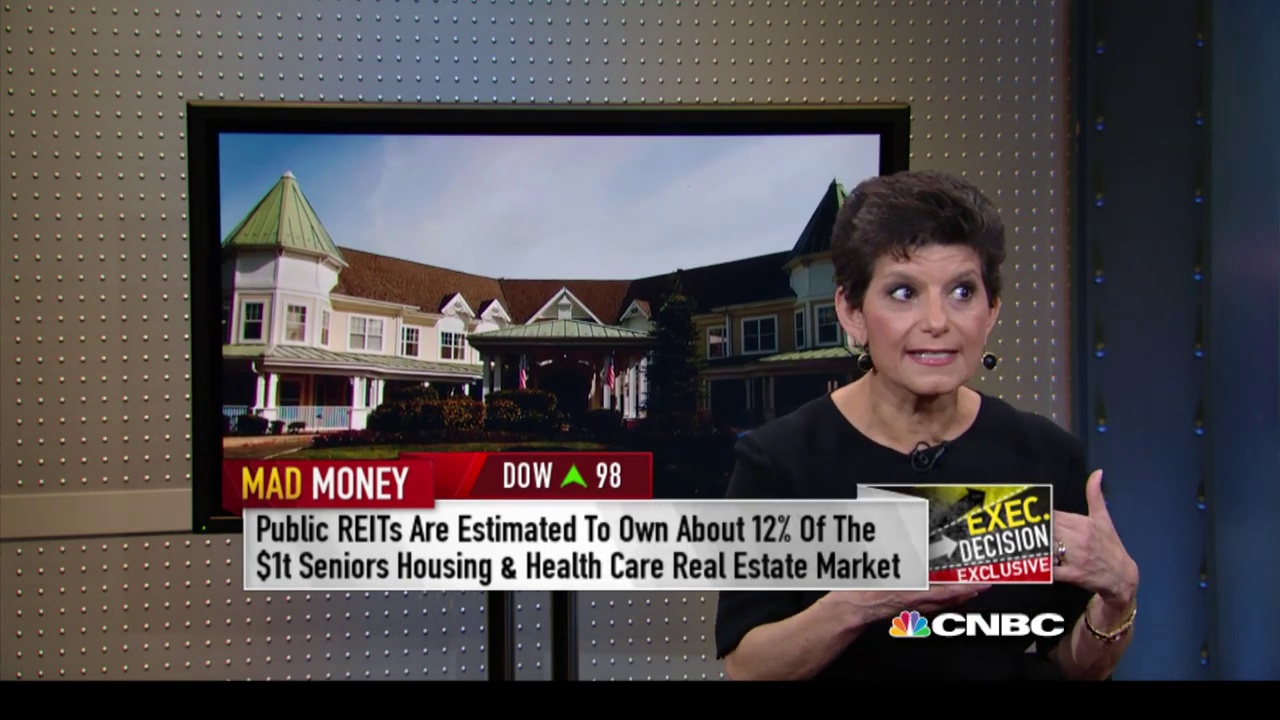 MAD MONEY
DOW ▲ 98
Public REITs Are Estimated To Own About 12% Of The
$1t Seniors Housing & Health Care Real Estate Market
EXEC.
DECISION
EXCLUSIVE
CNBC